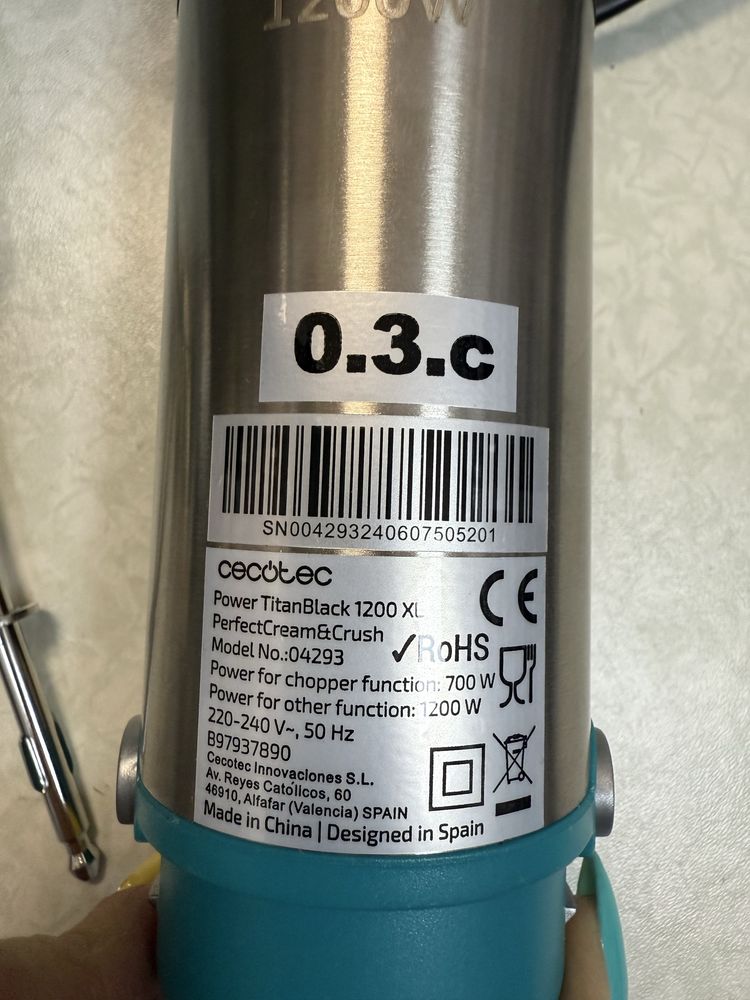 1200W
0.3.c
SN004293240607505201
cecotec
Power TitanBlack 1200 XL
PerfectCream&Crush
Model No.:04293
✓RoHS
CE
Power for chopper function: 700 W
Power for other function: 1200 W
220-240 V~, 50 Hz
B97937890
Cecotec Innovaciones S.L.
Av. Reyes Católicos, 60
46910, Alfafar (Valencia) SPAIN
Made in China | Designed in Spain